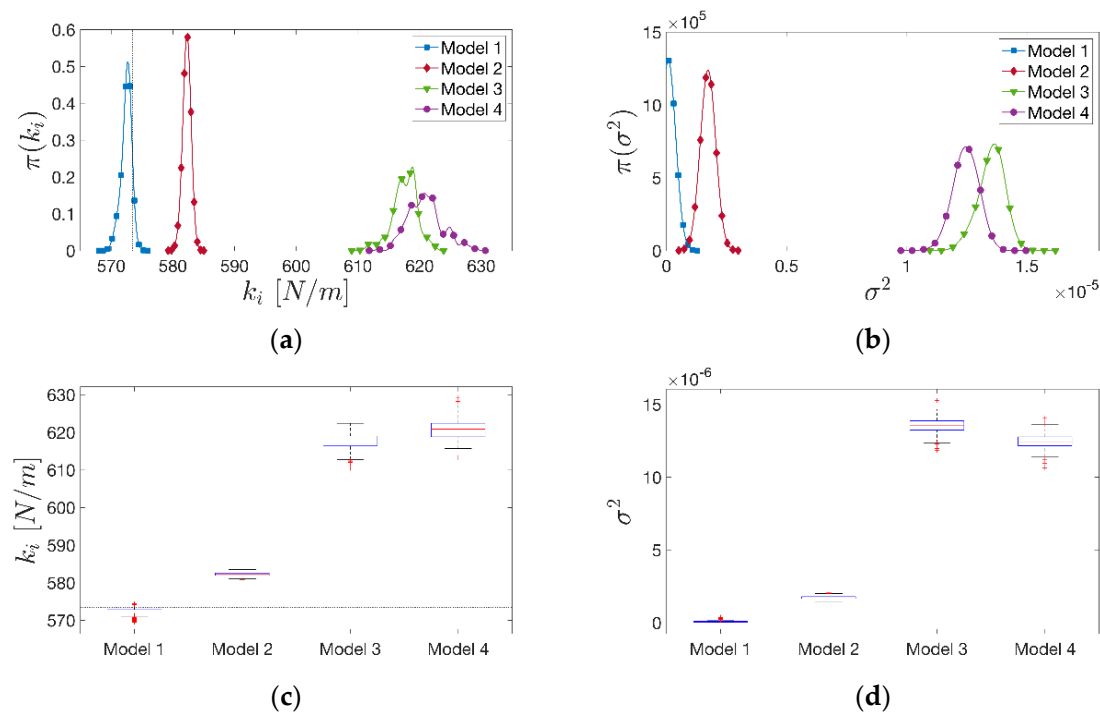 0.6
0.5
0.4
0.3
0.2
0.1
0
π(k_i)
570 580 590 600 610 620 630
k_i [N/m]
Model 1
Model 2
Model 3
Model 4
(a)
×10^5
15
10
5
0
π(σ^2)
0 0.5 1 1.5
×10^-5
σ^2
Model 1
Model 2
Model 3
Model 4
(b)
630
620
610
600
590
580
570
k_i [N/m]
Model 1 Model 2 Model 3 Model 4
(c)
×10^-6
15
10
5
0
σ^2
Model 1 Model 2 Model 3 Model 4
(d)